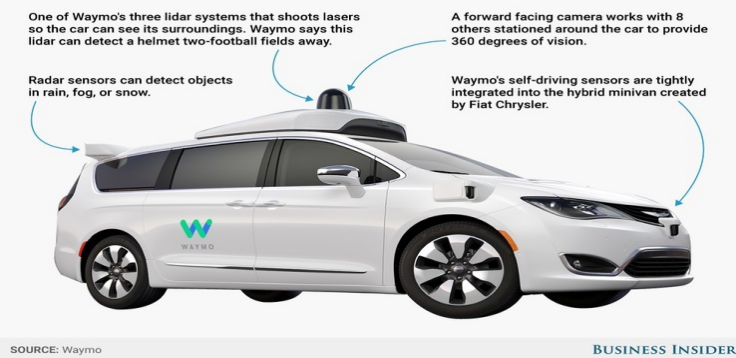 One of Waymo's three lidar systems that shoots lasers
so the car can see its surroundings. Waymo says this
lidar can detect a helmet two-football fields away.
A forward facing camera works with 8
others stationed around the car to provide
360 degrees of vision.
Radar sensors can detect objects
in rain, fog, or snow.
Waymo's self-driving sensors are tightly
integrated into the hybrid minivan created
by Fiat Chrysler.
WAYMO
SOURCE: Waymo
BUSINESS INSIDER